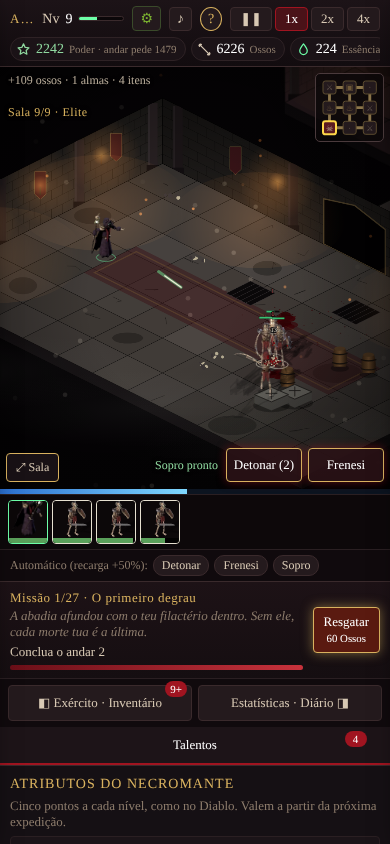 A... Nv 9 ? 1x 2x 4x
2242 Poder · andar pede 1479 6226 Ossos 224 Essência
+109 ossos · 1 almas · 4 itens
Sala 9/9 · Elite
Sala Sopro pronto Detonar (2) Frenesi
Automático (recarga +50%): Detonar Frenesi Sopro
Missão 1/27 · O primeiro degrau
A abadia afundou com o teu filactério dentro. Sem ele,
cada morte tua é a última.
Conclua o andar 2
Resgatar
60 Ossos
Exército · Inventário 9+ Estatísticas · Diário
Talentos 4
ATRIBUTOS DO NECROMANTE
Cinco pontos a cada nível, como no Diablo. Valem a partir da próxima
expedição.